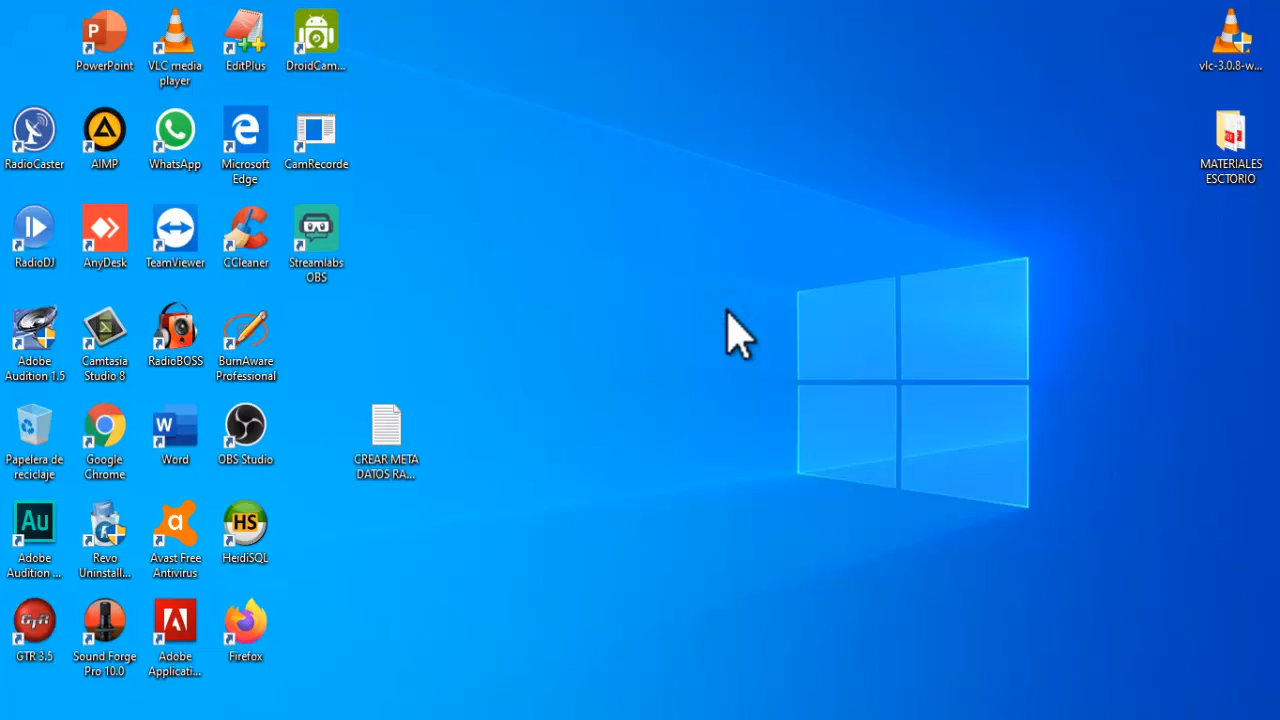 PowerPoint
VLC media
player
EditPlus
DroidCam...
vlc-3.0.8-w...
RadioCaster
AIMP
WhatsApp
Microsoft
Edge
CamRecorde
MATERIALES
ESCTORIO
RadioDJ
AnyDesk
TeamViewer
CCleaner
Streamlabs
OBS
Adobe
Audition 1.5
Camtasia
Studio 8
RadioBOSS
BurnAware
Professional
W
Papelera de
reciclaje
Google
Chrome
Word
OBS Studio
CREAR META
DATOS RA...
Au
HS
Adobe
Audition ...
Revo
Uninstall...
Avast Free
Antivirus
HeidiSQL
GTR
GTR 3.5
Sound Forge
Pro 10.0
Adobe
Applicati...
Firefox